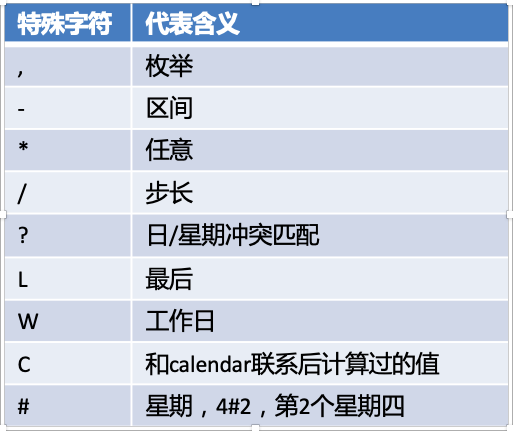 特殊字符 代表含义
, 枚举
- 区间
* 任意
/ 步长
? 日/星期冲突匹配
L 最后
W 工作日
C 和calendar联系后计算过的值
# 星期，4#2，第2个星期四